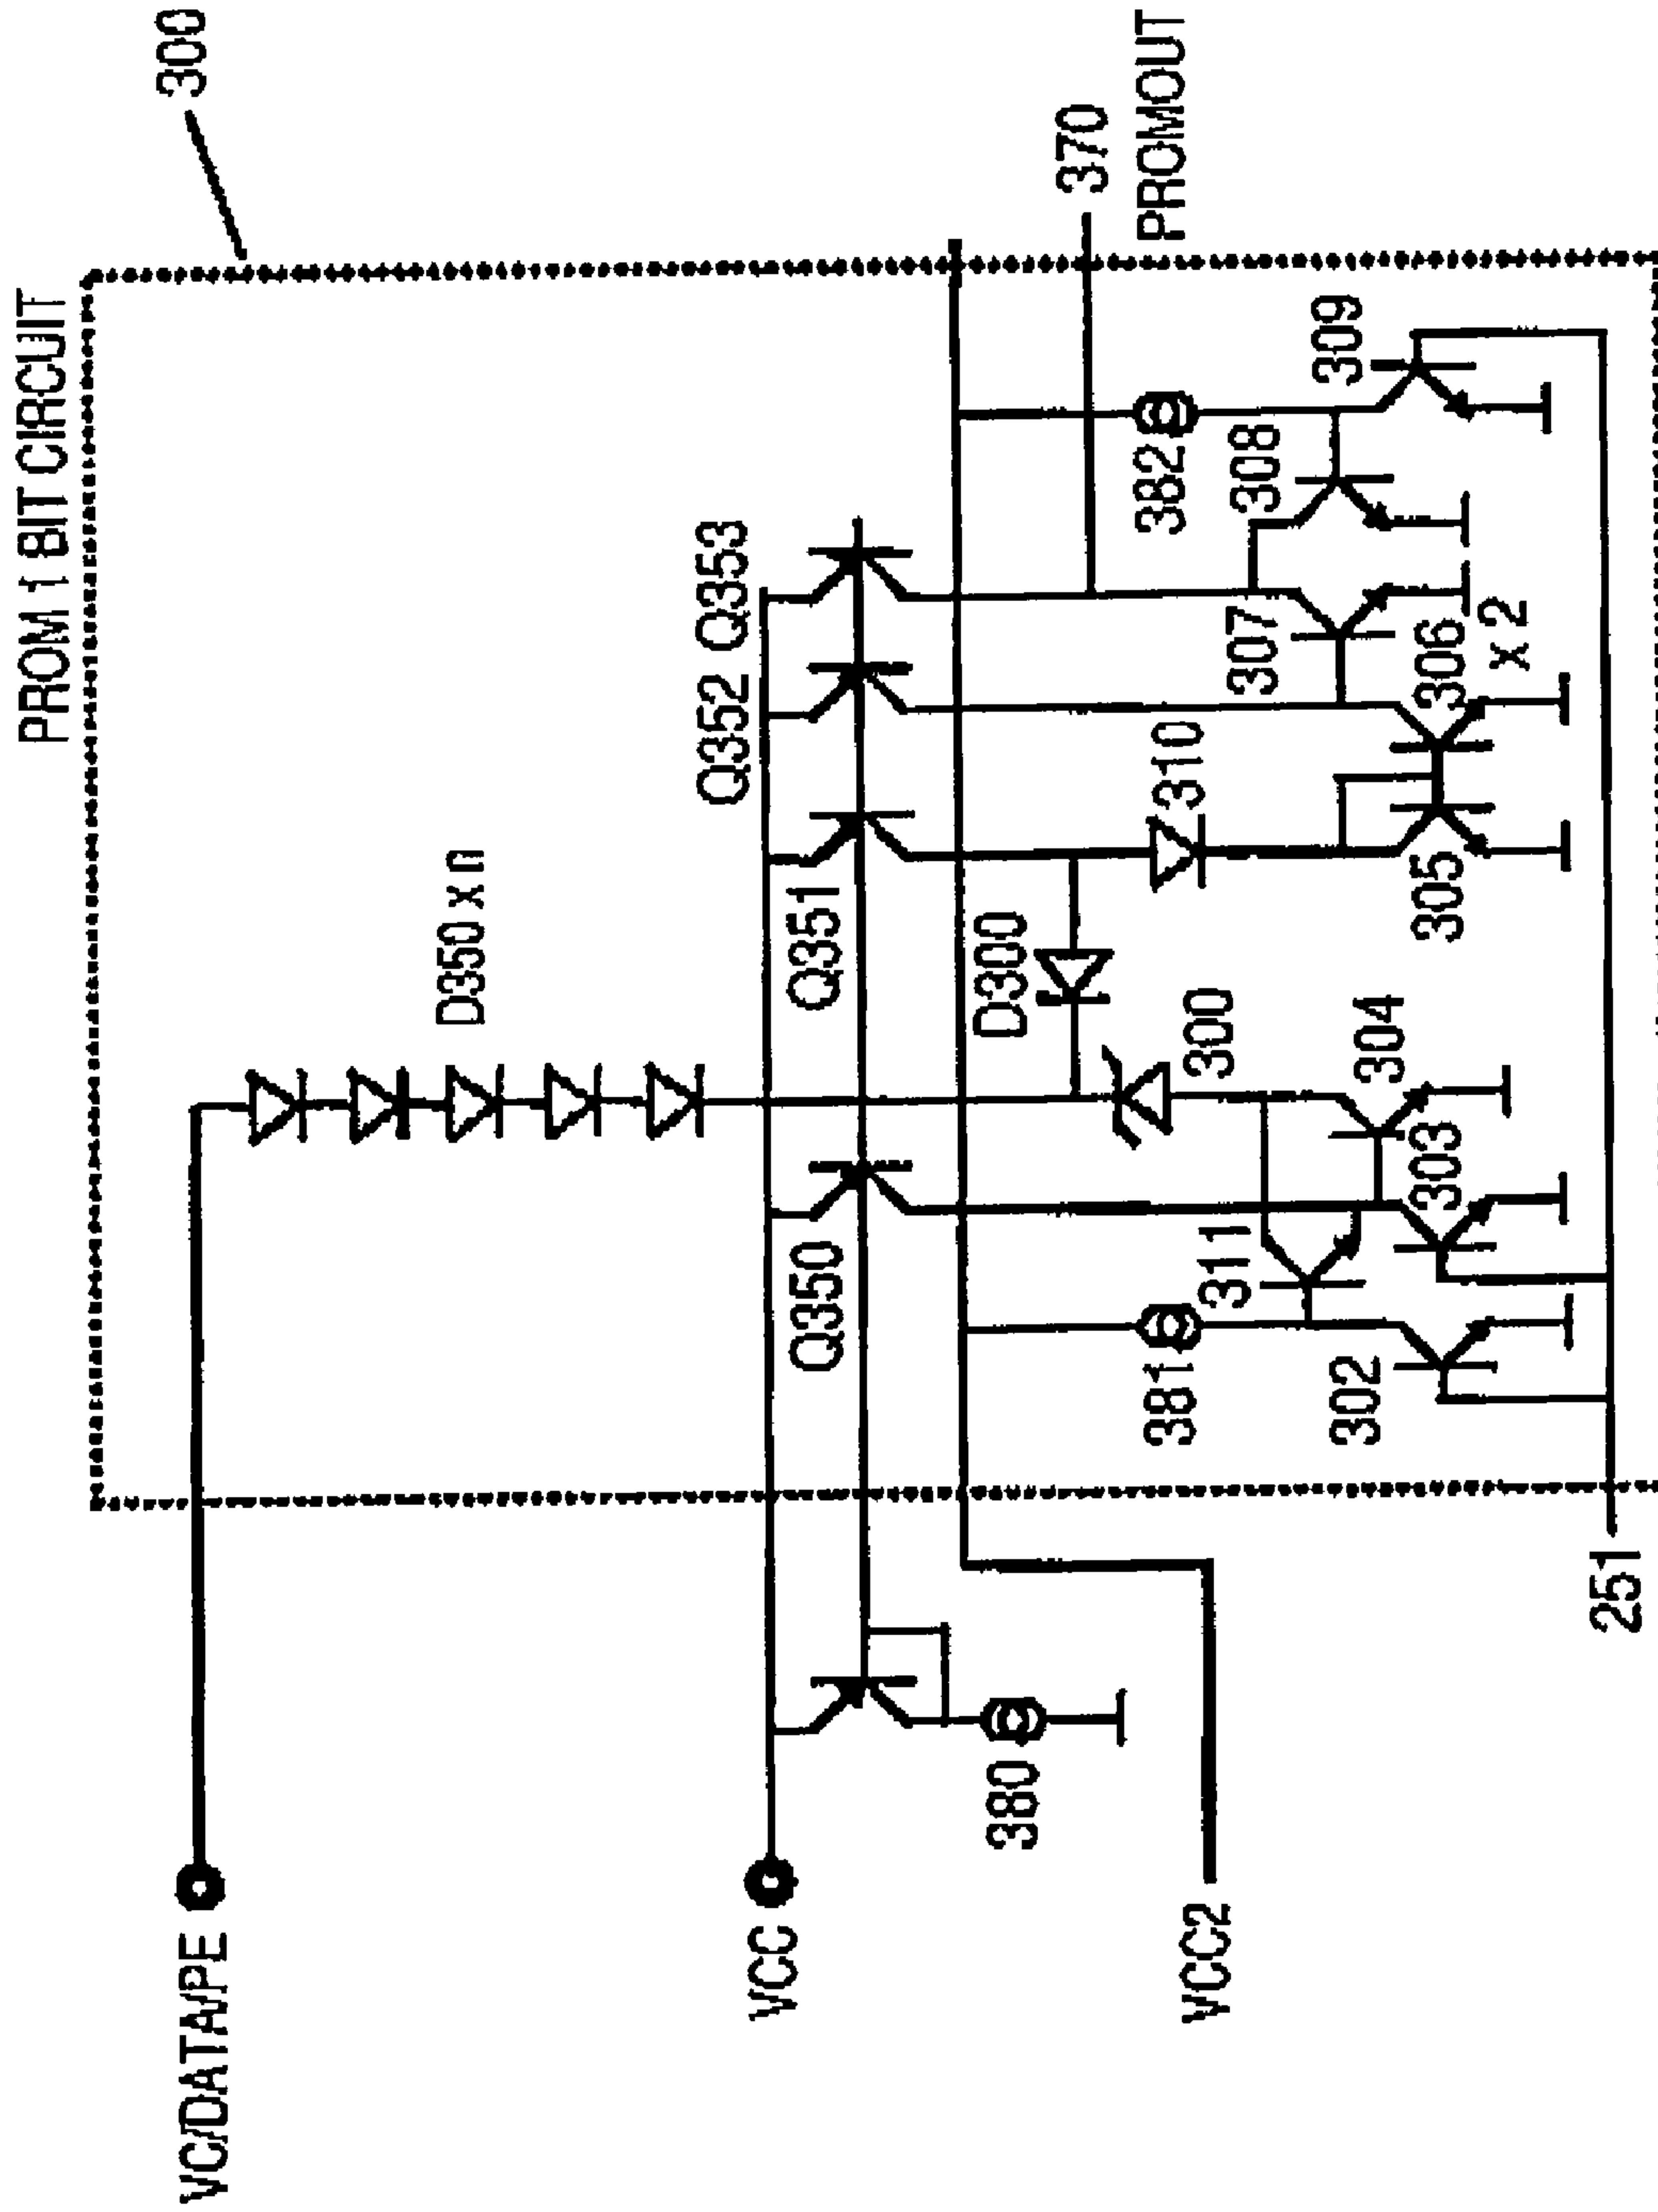 PROM 1 BIT CIRCUIT
300
VC/DATA/VPE
D350 x n
VCC
Q350
Q351
Q352
Q353
VCC2
380
D300
370
PROMOUT
381
311
300
310
382
302
303
304
305
306
x 2
307
308
309
251